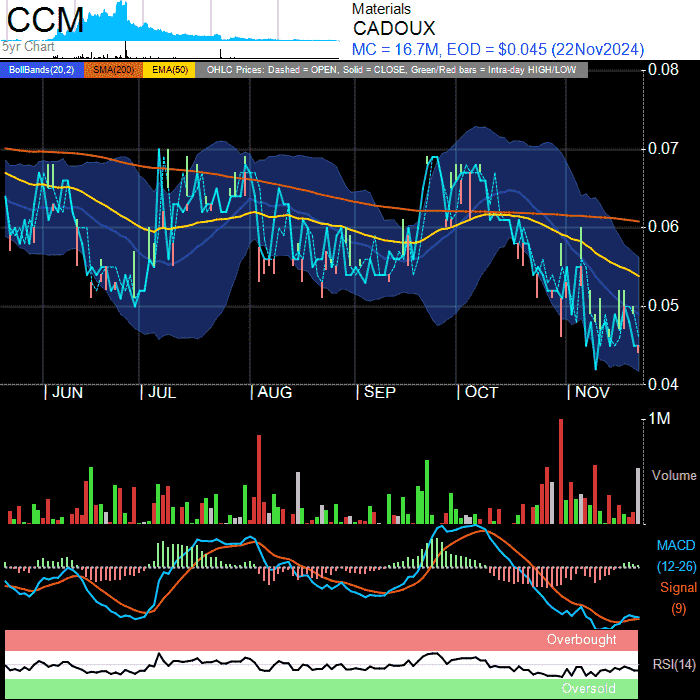 CCM
5yr Chart
Materials
CADOUX
MC = 16.7M, EOD = $0.045 (22Nov2024)
BollBands(20,2) SMA(200) EMA(50) OHLC Prices: Dashed = OPEN, Solid = CLOSE, Green/Red bars = Intra-day HIGH/LOW
0.08
0.07
0.06
0.05
0.04
| JUN | JUL | AUG | SEP | OCT | NOV
1M
Volume
MACD
(12-26)
Signal
(9)
Overbought
RSI(14)
Oversold